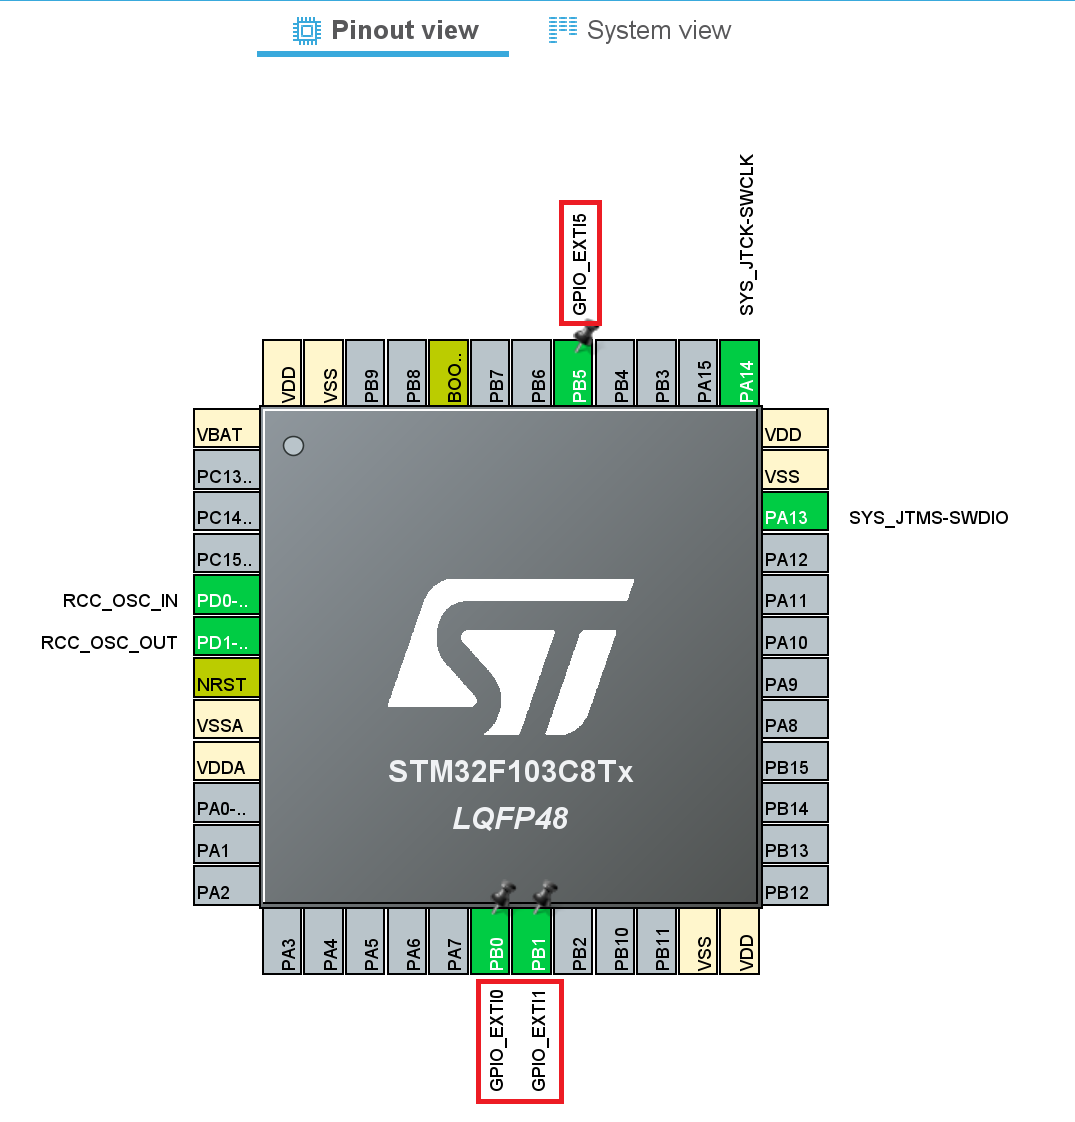 Pinout view
System view
SYS_JTCK-SWCLK
GPIO_EXTI5
VDD
VSS
PB9
PB8
BOO..
PB7
PB6
PB5
PB4
PB3
PA15
PA14
VBAT
PC13..
PC14..
PC15..
RCC_OSC_IN PD0-..
RCC_OSC_OUT PD1-..
NRST
VSSA
VDDA
PA0-..
PA1
PA2
VDD
VSS
PA13 SYS_JTMS-SWDIO
PA12
PA11
PA10
PA9
PA8
PB15
PB14
PB13
PB12
ST
STM32F103C8Tx
LQFP48
PA3
PA4
PA5
PA6
PA7
PB0
PB1
PB2
PB10
PB11
VSS
VDD
GPIO_EXTI0
GPIO_EXTI1